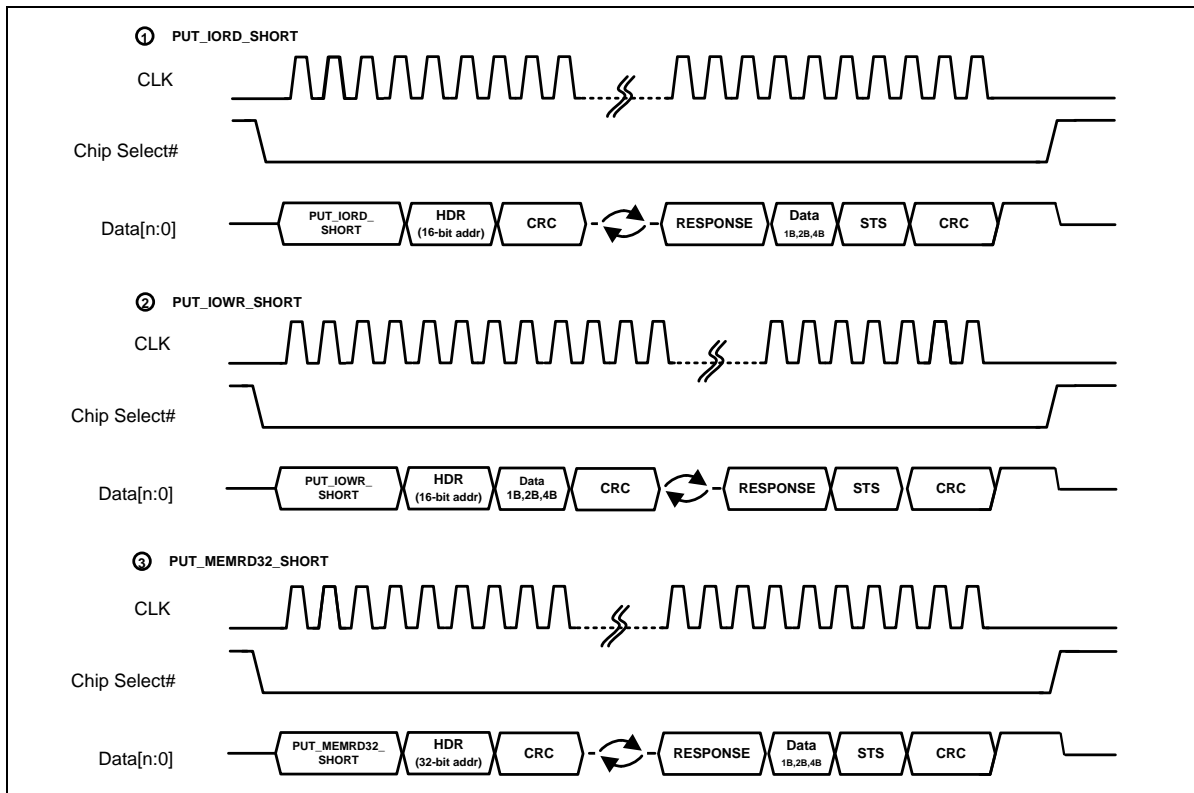 ① PUT_IORD_SHORT
CLK
Chip Select#
Data[n:0]
PUT_IORD_
SHORT
HDR
(16-bit addr)
CRC
RESPONSE
Data
1B,2B,4B
STS
CRC
② PUT_IOWR_SHORT
CLK
Chip Select#
Data[n:0]
PUT_IOWR_
SHORT
HDR
(16-bit addr)
Data
1B,2B,4B
CRC
RESPONSE
STS
CRC
③ PUT_MEMRD32_SHORT
CLK
Chip Select#
Data[n:0]
PUT_MEMRD32_
SHORT
HDR
(32-bit addr)
CRC
RESPONSE
Data
1B,2B,4B
STS
CRC